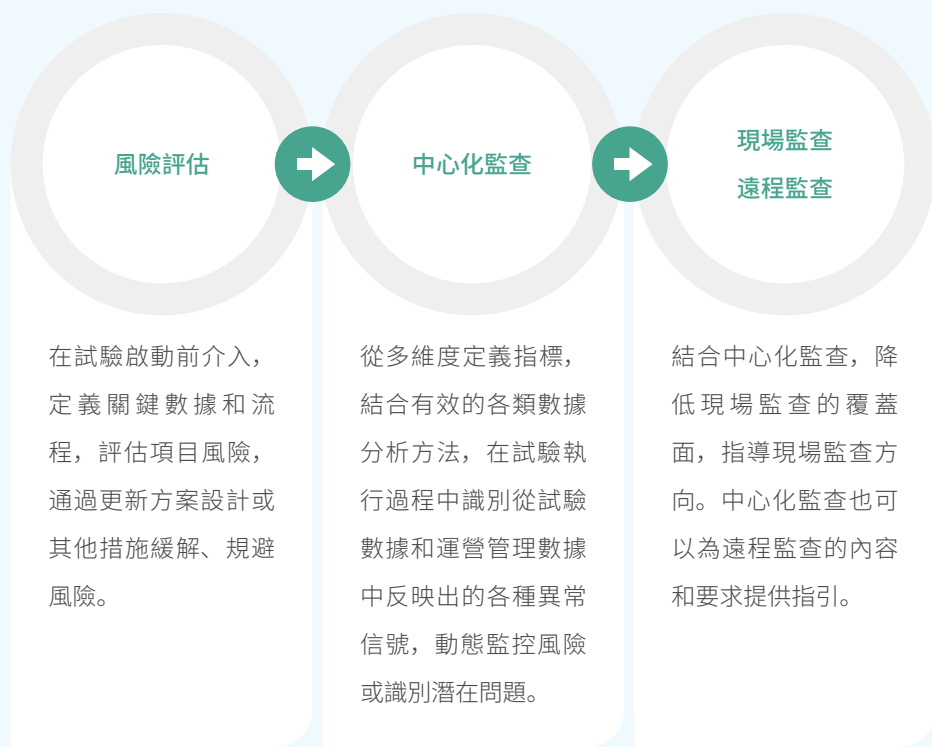 風險評估
在試驗啟動前介入，
定義關鍵數據和流
程，評估項目風險，
通過更新方案設計或
其他措施緩解、規避
風險。
中心化監查
從多維度定義指標，
結合有效的各類數據
分析方法，在試驗執
行過程中識別從試驗
數據和運營管理數據
中反映出的各種異常
信號，動態監控風險
或識別潛在問題。
現場監查
遠程監查
結合中心化監查，降
低現場監查的覆蓋
面，指導現場監查方
向。中心化監查也可
以為遠程監查的內容
和要求提供指引。